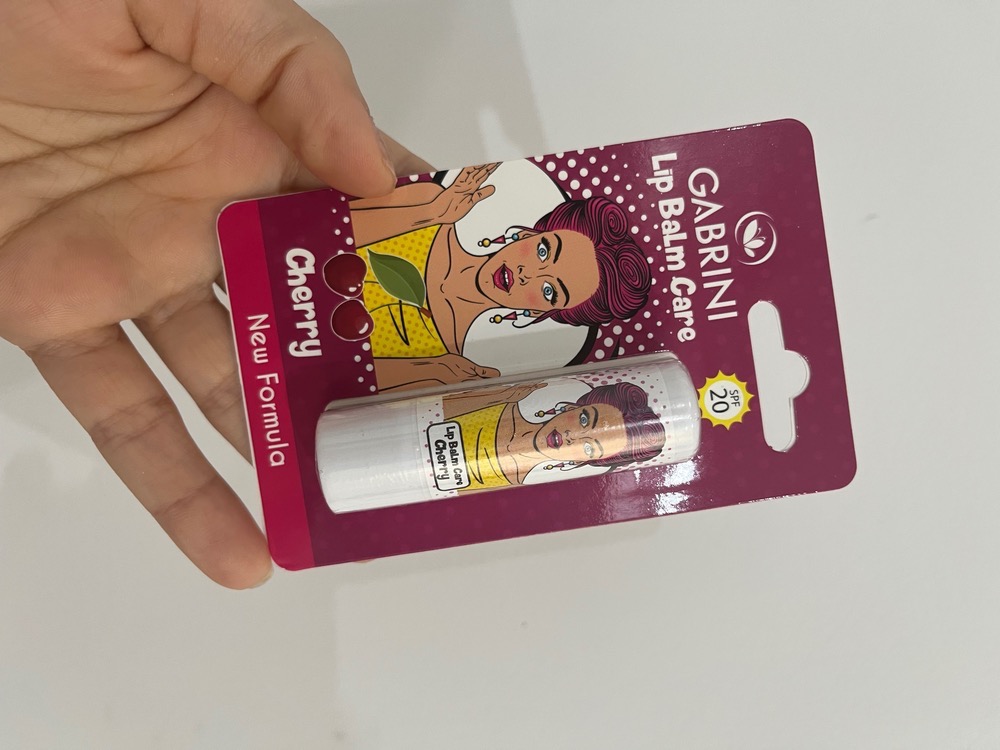 GABRINI
Lip Balm Care
SPF
20
Lip Balm Care
Cherry
Cherry
New Formula